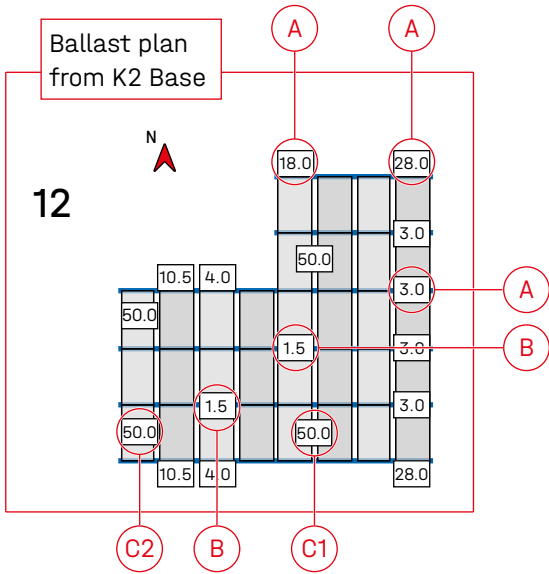 A A
Ballast plan
from K2 Base
N
12
18.0 28.0
3.0
50.0
10.5 4.0
3.0 A
50.0
1.5 3.0 B
1.5 3.0
50.0 50.0
10.5 4.0 28.0
C2 B C1